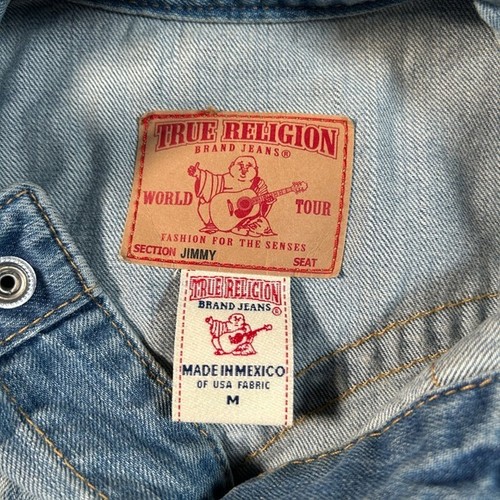 TRUE RELIGION
BRAND JEANS®
WORLD TOUR
FASHION FOR THE SENSES
SECTION JIMMY SEAT
TRUE RELIGION
BRAND JEANS®
MADE IN MEXICO
OF USA FABRIC
M